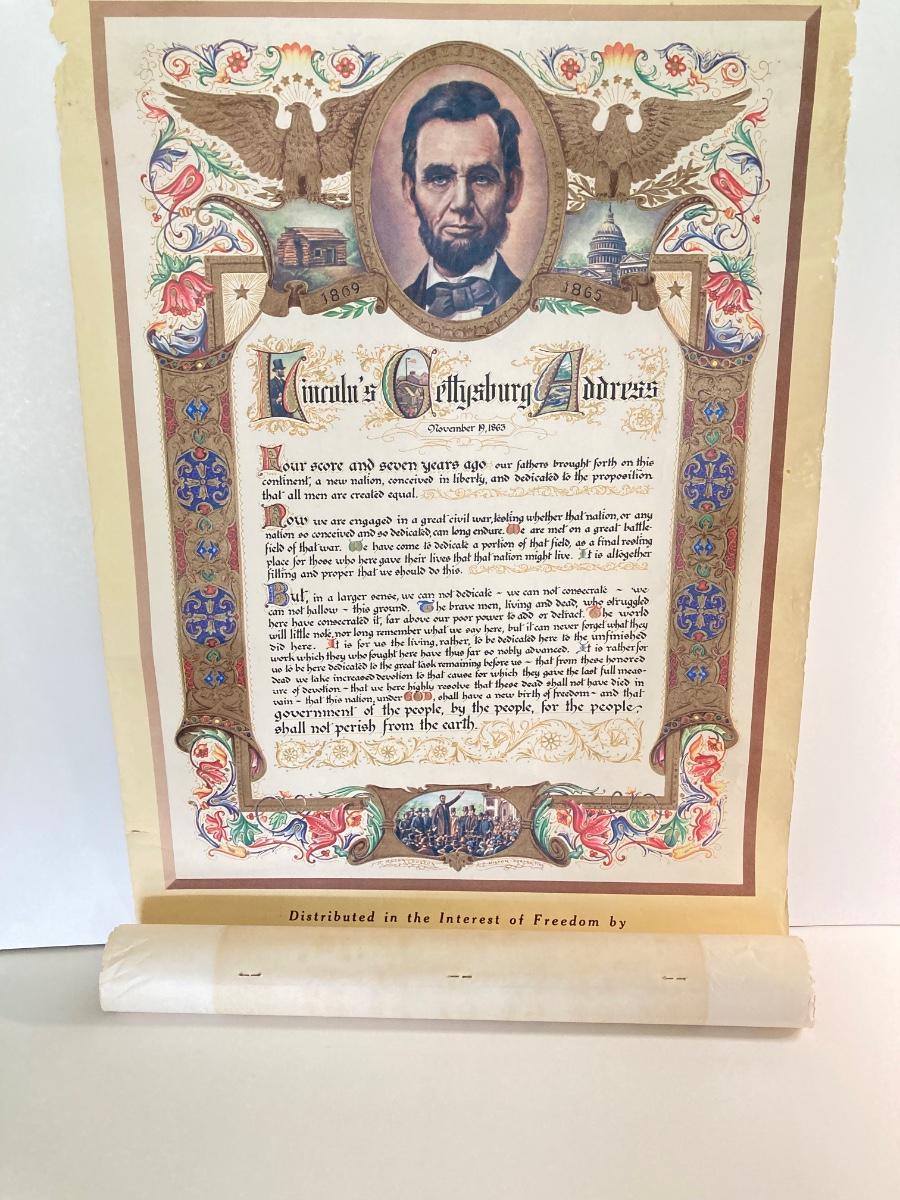 1809
1865
Lincoln's Gettysburg Address
November 19, 1863
Four score and seven years ago our fathers brought forth on this
continent, a new nation, conceived in liberty, and dedicated to the proposition
that all men are created equal.
Now we are engaged in a great civil war, testing whether that nation, or any
nation so conceived and so dedicated, can long endure. We are met on a great battle-
field of that war. We have come to dedicate a portion of that field, as a final resting
place for those who here gave their lives that that nation might live. It is altogether
fitting and proper that we should do this.
But, in a larger sense, we can not dedicate ~ we can not consecrate ~ we
can not hallow ~ this ground. The brave men, living and dead, who struggled
here have consecrated it, far above our poor power to add or detract. The world
will little note, nor long remember what we say here, but it can never forget what they
did here. It is for us the living, rather, to be dedicated here to the unfinished
work which they who fought here have thus far so nobly advanced. It is rather for
us to be here dedicated to the great task remaining before us ~ that from these honored
dead we take increased devotion to that cause for which they gave the last full meas-
ure of devotion ~ that we here highly resolve that these dead shall not have died in
vain ~ that this nation, under GOD, shall have a new birth of freedom ~ and that
government of the people, by the people, for the people,
shall not perish from the earth.
Distributed in the Interest of Freedom by